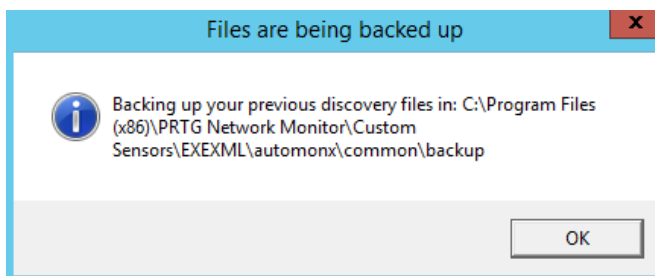 Files are being backed up
x
Backing up your previous discovery files in: C:\Program Files
(x86)\PRTG Network Monitor\Custom
Sensors\EXEXML\automonx\common\backup
OK